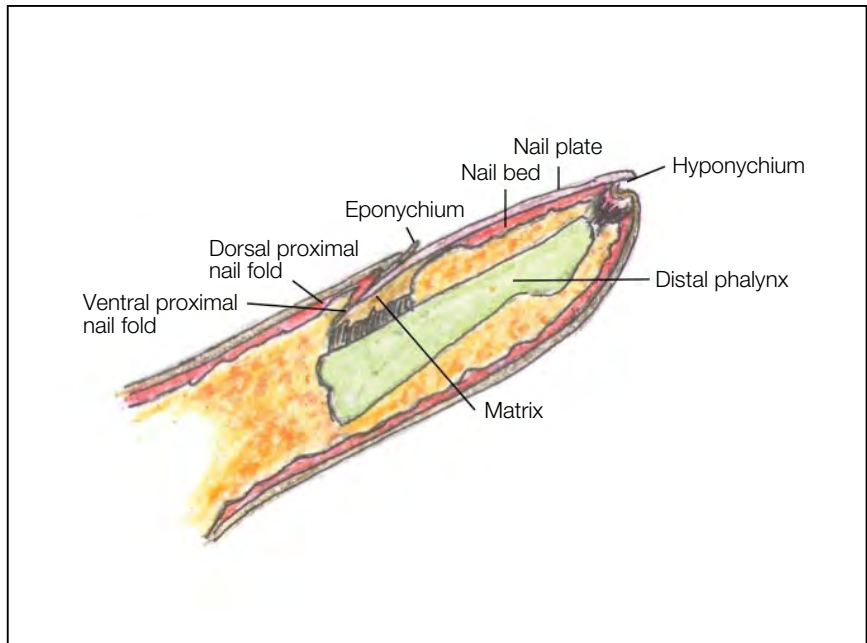 Nail plate
Nail bed
Hyponychium
Eponychium
Dorsal proximal
nail fold
Ventral proximal
nail fold
Distal phalynx
Matrix